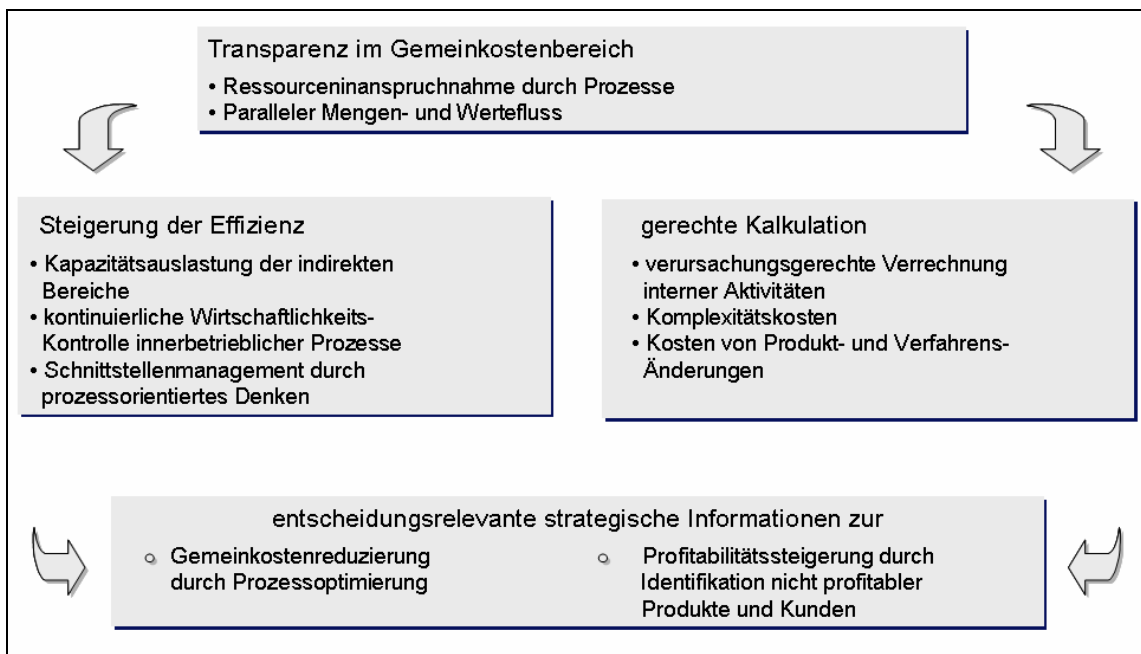 Transparenz im Gemeinkostenbereich
• Ressourceninanspruchnahme durch Prozesse
• Paralleler Mengen- und Wertefluss
Steigerung der Effizienz
• Kapazitätsauslastung der indirekten
Bereiche
• kontinuierliche Wirtschaftlichkeits-
Kontrolle innerbetrieblicher Prozesse
• Schnittstellenmanagement durch
prozessorientiertes Denken
gerechte Kalkulation
• verursachungsgerechte Verrechnung
interner Aktivitäten
• Komplexitätskosten
• Kosten von Produkt- und Verfahrens-
Änderungen
entscheidungsrelevante strategische Informationen zur
○ Gemeinkostenreduzierung
durch Prozessoptimierung
○ Profitabilitätssteigerung durch
Identifikation nicht profitabler
Produkte und Kunden